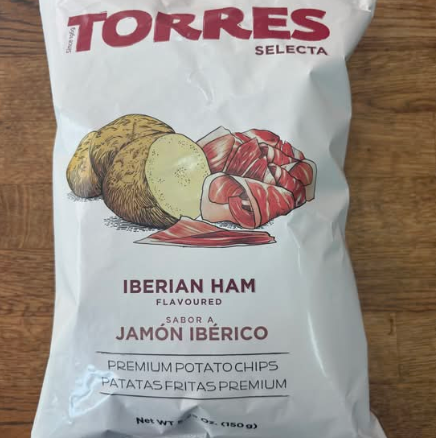 TORRES
SELECTA
IBERIAN HAM
FLAVOURED
SABOR A
JAMÓN IBÉRICO
PREMIUM POTATO CHIPS
PATATAS FRITAS PREMIUM
Net WT Oz. (150 g)